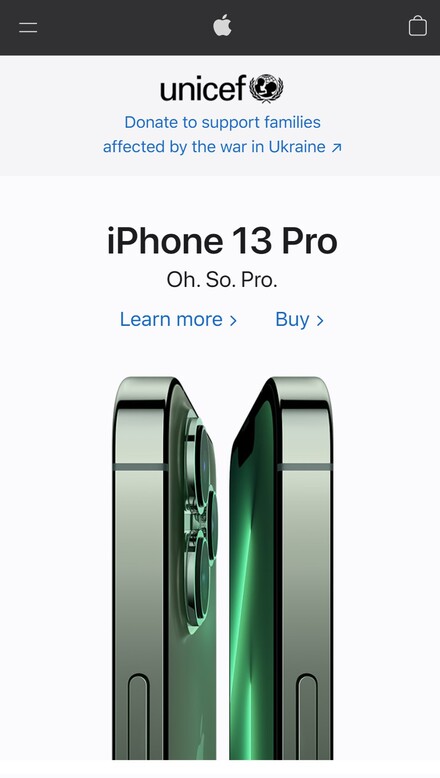 unicef
Donate to support families
affected by the war in Ukraine ↗
iPhone 13 Pro
Oh. So. Pro.
Learn more > Buy >